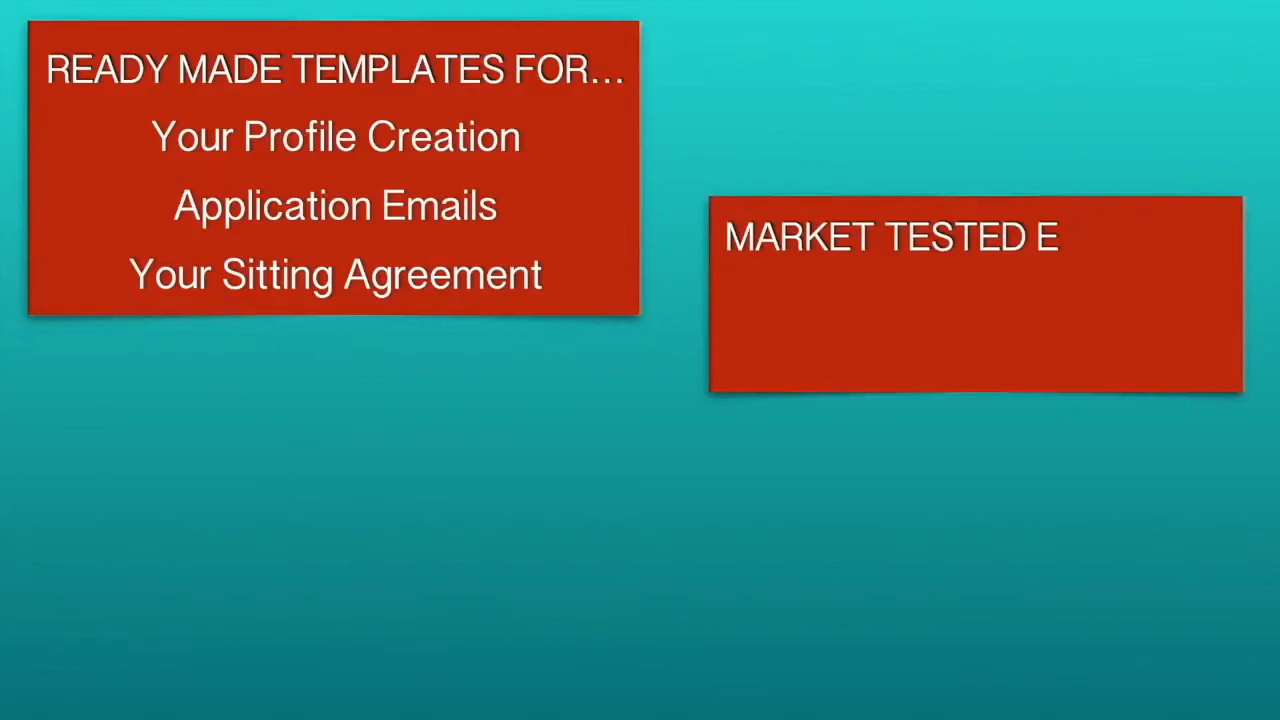 READY MADE TEMPLATES FOR...
Your Profile Creation
Application Emails
Your Sitting Agreement
MARKET TESTED E